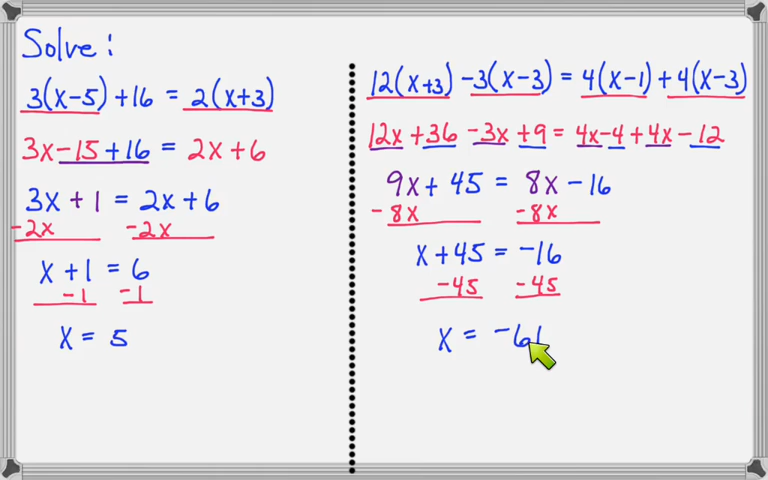 Solve:
3(x-5)+16 = 2(x+3)
3x-15+16 = 2x+6
3x+1 = 2x+6
-2x -2x
x+1 = 6
-1 -1
x = 5
12(x+3)-3(x-3) = 4(x-1)+4(x-3)
12x+36-3x+9 = 4x-4+4x-12
9x+45 = 8x-16
-8x -8x
x+45 = -16
-45 -45
x = -61